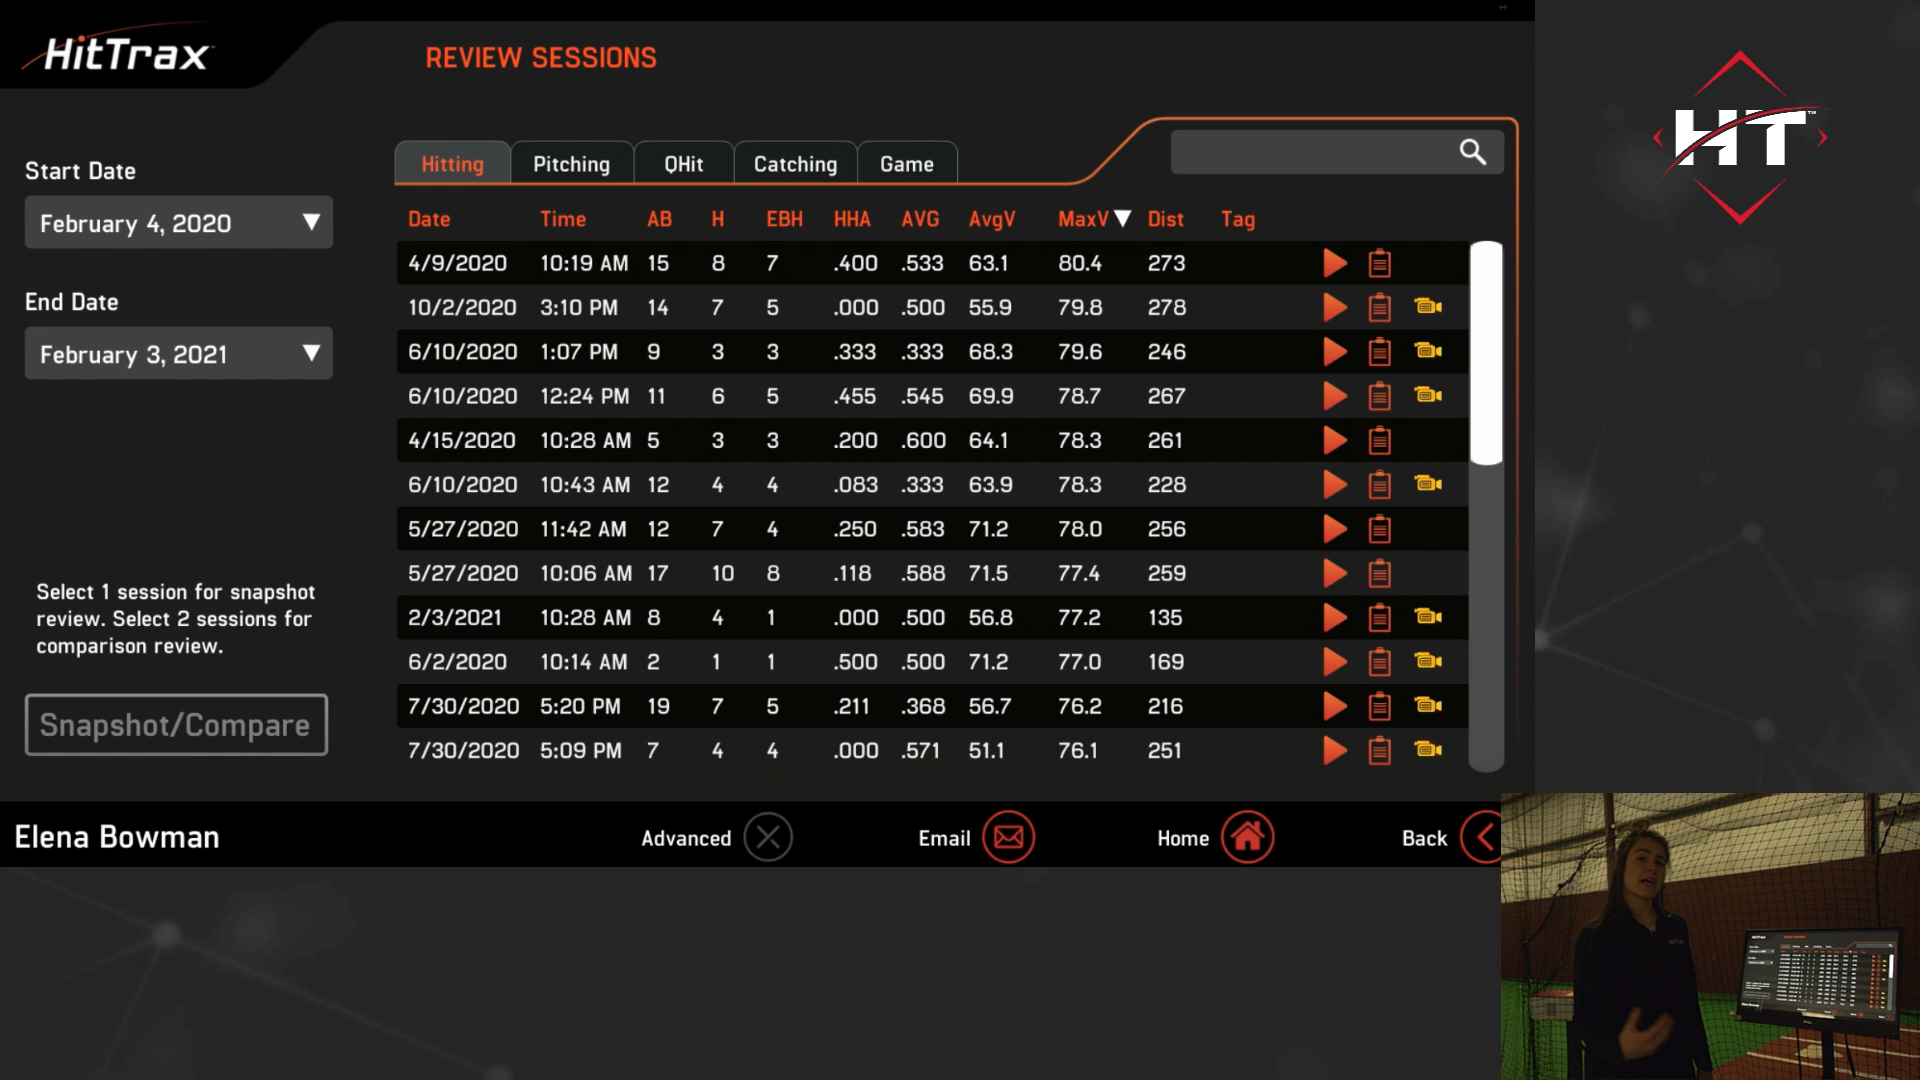 HitTrax
REVIEW SESSIONS
HT™
Start Date
February 4, 2020
End Date
February 3, 2021
Select 1 session for snapshot
review. Select 2 sessions for
comparison review.
Snapshot/Compare
Hitting Pitching QHit Catching Game
Date Time AB H EBH HHA AVG AvgV MaxV Dist Tag
4/9/2020 10:19 AM 15 8 7 .400 .533 63.1 80.4 273
10/2/2020 3:10 PM 14 7 5 .000 .500 55.9 79.8 278
6/10/2020 1:07 PM 9 3 3 .333 .333 68.3 79.6 246
6/10/2020 12:24 PM 11 6 5 .455 .545 69.9 78.7 267
4/15/2020 10:28 AM 5 3 3 .200 .600 64.1 78.3 261
6/10/2020 10:43 AM 12 4 4 .083 .333 63.9 78.3 228
5/27/2020 11:42 AM 12 7 4 .250 .583 71.2 78.0 256
5/27/2020 10:06 AM 17 10 8 .118 .588 71.5 77.4 259
2/3/2021 10:28 AM 8 4 1 .000 .500 56.8 77.2 135
6/2/2020 10:14 AM 2 1 1 .500 .500 71.2 77.0 169
7/30/2020 5:20 PM 19 7 5 .211 .368 56.7 76.2 216
7/30/2020 5:09 PM 7 4 4 .000 .571 51.1 76.1 251
Elena Bowman
Advanced
Email
Home
Back